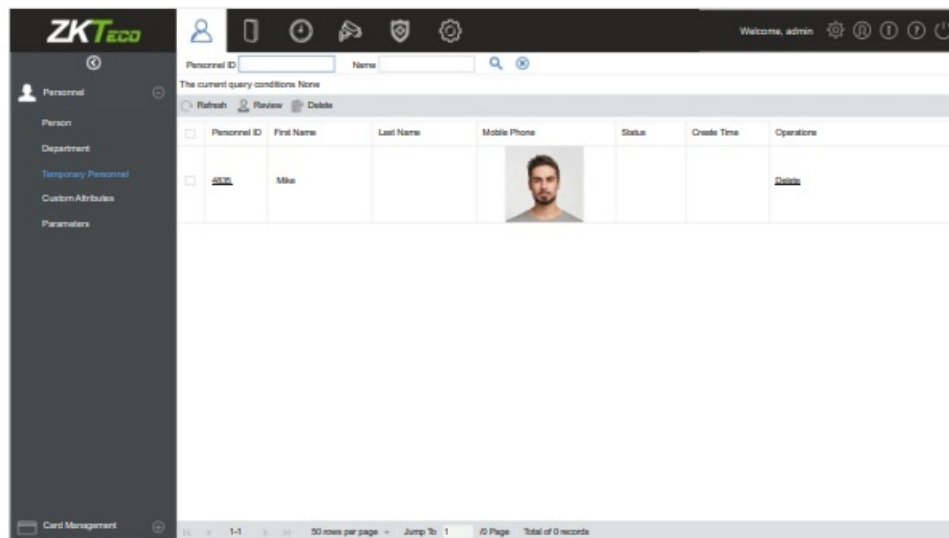 ZKTeco
Welcome, admin
Personnel ID Name
The current query conditions None
Refresh Review Delete
Personnel
Person
Department
Temporary Personnel
Custom Attributes
Parameters
Personnel ID First Name Last Name Mobile Phone Status Create Time Operations
4835 Mike Delete
Card Management
1-1 50 rows per page Jump To 1 /0 Page Total of 0 records